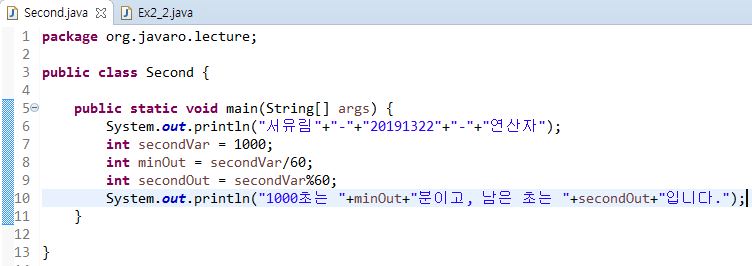 Second.java Ex2_2.java
1 package org.javaro.lecture;
2
3 public class Second {
4
5 public static void main(String[] args) {
6 System.out.println("서유림"+"-"+"20191322"+"-"+"연산자");
7 int secondVar = 1000;
8 int minOut = secondVar/60;
9 int secondOut = secondVar%60;
10 System.out.println("1000초는 "+minOut+"분이고, 남은 초는 "+secondOut+"입니다.");
11 }
12
13 }